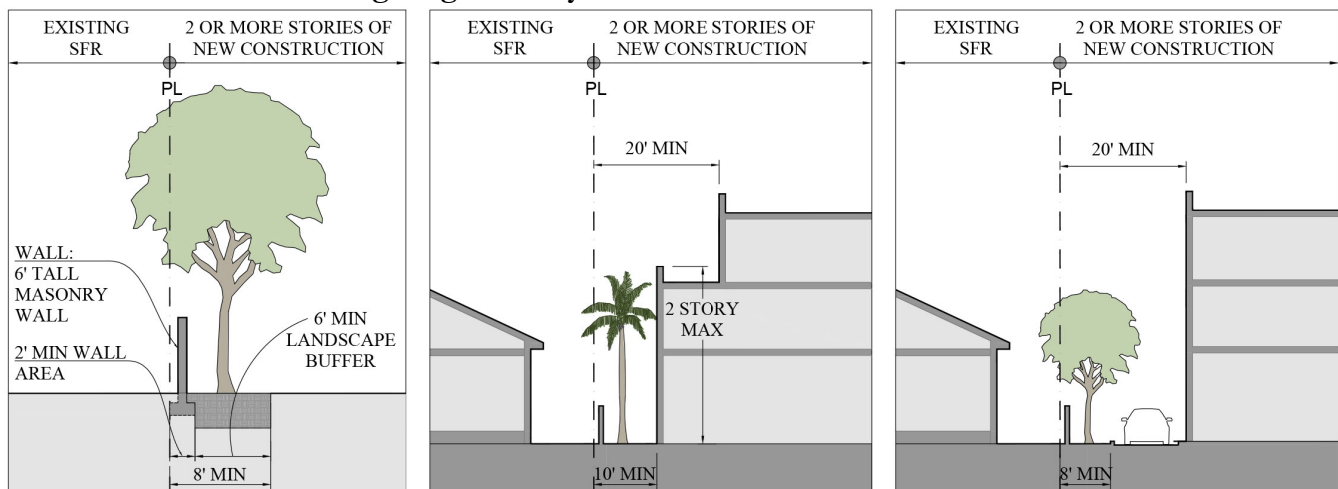 EXISTING
SFR
2 OR MORE STORIES OF
NEW CONSTRUCTION
PL
WALL:
6' TALL
MASONRY
WALL
2' MIN WALL
AREA
6' MIN
LANDSCAPE
BUFFER
8' MIN
EXISTING
SFR
2 OR MORE STORIES OF
NEW CONSTRUCTION
PL
20' MIN
2 STORY
MAX
10' MIN
EXISTING
SFR
2 OR MORE STORIES OF
NEW CONSTRUCTION
PL
20' MIN
8' MIN